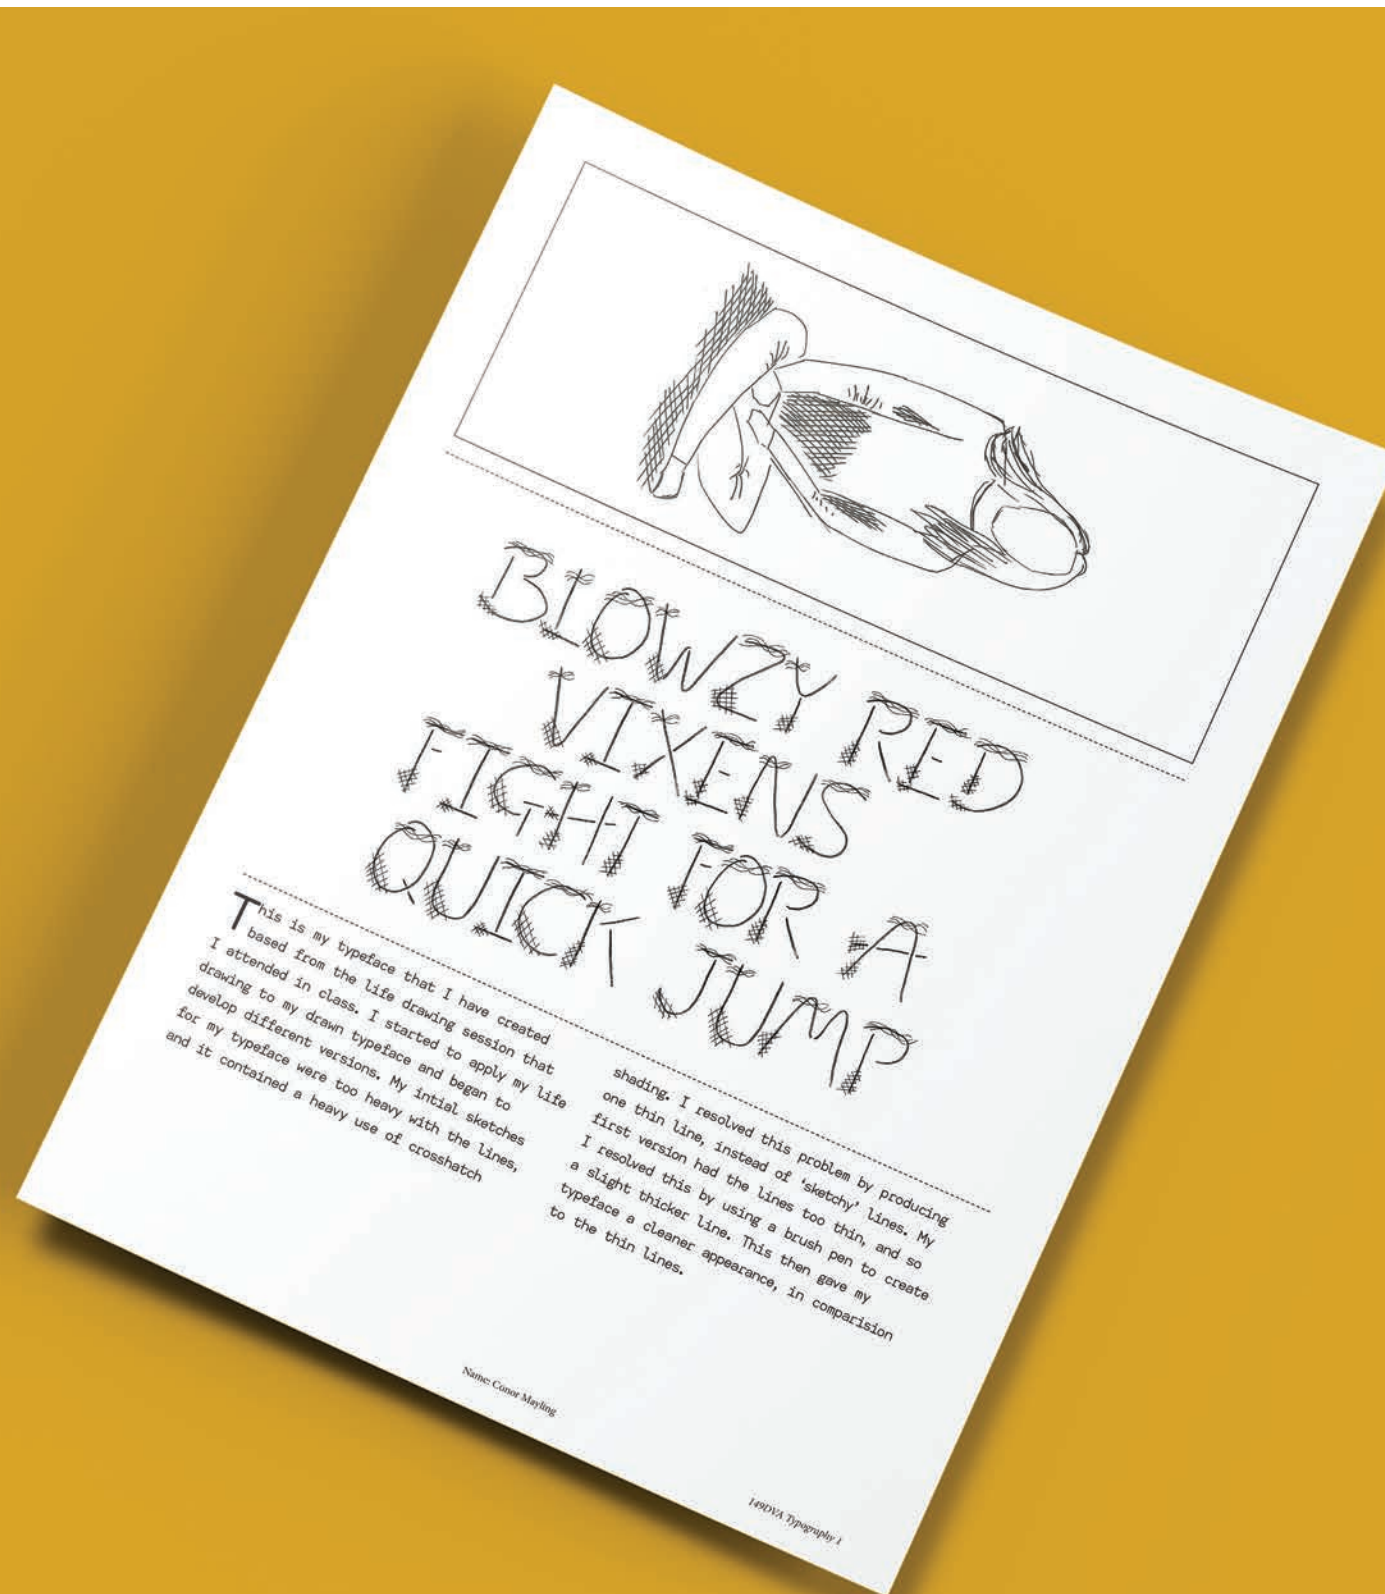 BLOWZY RED
VIXENS
FIGHT FOR A
QUICK JUMP
This is my typeface that I have created
based from the life drawing session that
I attended in class. I started to apply my life
drawing to my drawn typeface and began to
develop different versions. My intial sketches
for my typeface were too heavy with the lines,
and it contained a heavy use of crosshatch
shading. I resolved this problem by producing
one thin line, instead of ‘sketchy’ lines. My
first version had the lines too thin, and so
I resolved this by using a brush pen to create
a slight thicker line. This then gave my
typeface a cleaner appearance, in comparision
to the thin lines.
Name: Conor Mayling
149DVA Typography 1